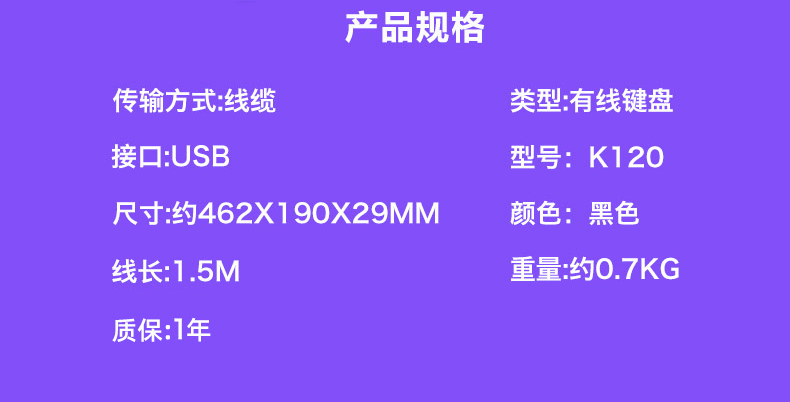 产品规格
传输方式:线缆
类型:有线键盘
接口:USB
型号：K120
尺寸:约462X190X29MM
颜色：黑色
线长:1.5M
重量:约0.7KG
质保:1年